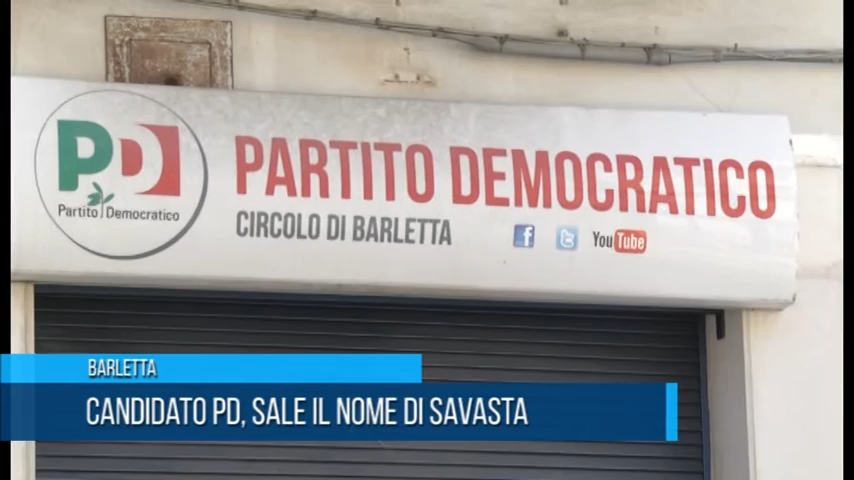 PD
Partito Democratico
PARTITO DEMOCRATICO
CIRCOLO DI BARLETTA
f t YouTube
BARLETTA
CANDIDATO PD, SALE IL NOME DI SAVASTA